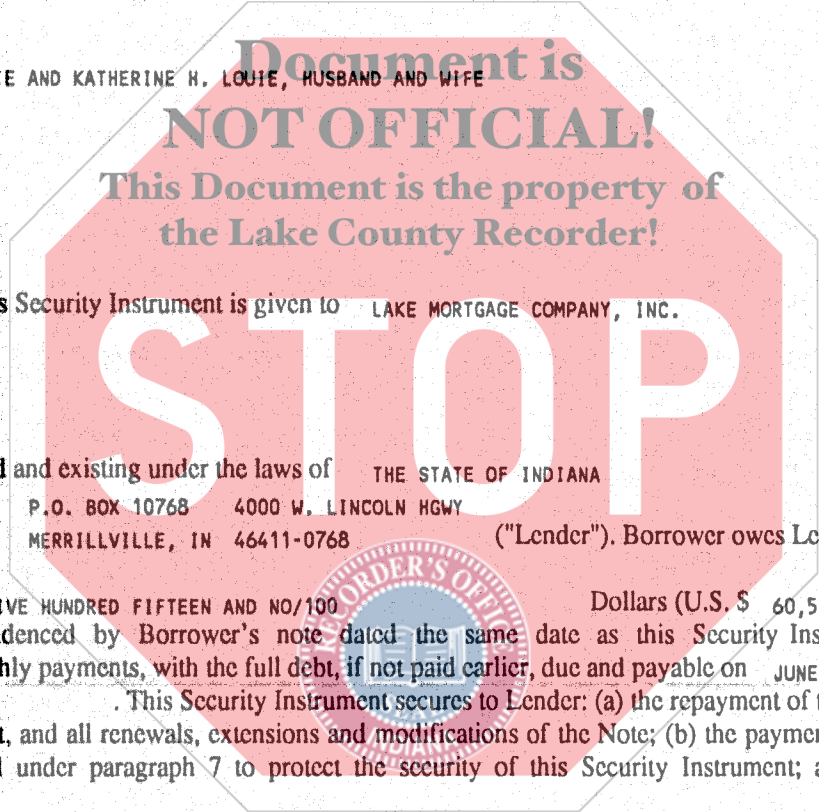 Document is
E AND KATHERINE H. LOUIE, HUSBAND AND WIFE
NOT OFFICIAL!
This Document is the property of
the Lake County Recorder!
s Security Instrument is given to LAKE MORTGAGE COMPANY, INC.
STOP
d and existing under the laws of THE STATE OF INDIANA
P.O. BOX 10768 4000 W. LINCOLN HGWY
MERRILLVILLE, IN 46411-0768 ("Lender"). Borrower owes Le
RECORDER'S OFFICE
IVE HUNDRED FIFTEEN AND NO/100 Dollars (U.S. $ 60,5
denced by Borrower's note dated the same date as this Security Ins
hly payments, with the full debt, if not paid earlier, due and payable on JUNE
. This Security Instrument secures to Lender: (a) the repayment of t
t, and all renewals, extensions and modifications of the Note; (b) the paymen
INDIANA
d under paragraph 7 to protect the security of this Security Instrument; a